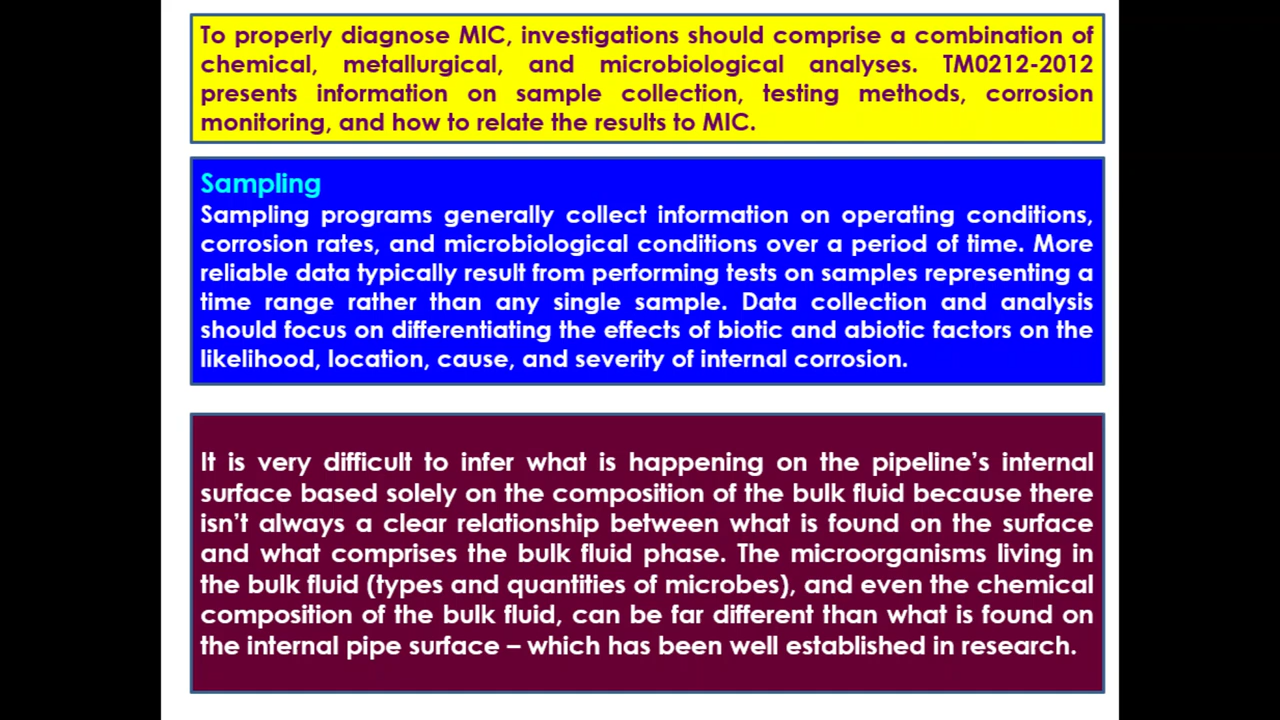 To properly diagnose MIC, investigations should comprise a combination of
chemical, metallurgical, and microbiological analyses. TM0212-2012
presents information on sample collection, testing methods, corrosion
monitoring, and how to relate the results to MIC.
Sampling
Sampling programs generally collect information on operating conditions,
corrosion rates, and microbiological conditions over a period of time. More
reliable data typically result from performing tests on samples representing a
time range rather than any single sample. Data collection and analysis
should focus on differentiating the effects of biotic and abiotic factors on the
likelihood, location, cause, and severity of internal corrosion.
It is very difficult to infer what is happening on the pipeline’s internal
surface based solely on the composition of the bulk fluid because there
isn’t always a clear relationship between what is found on the surface
and what comprises the bulk fluid phase. The microorganisms living in
the bulk fluid (types and quantities of microbes), and even the chemical
composition of the bulk fluid, can be far different than what is found on
the internal pipe surface – which has been well established in research.